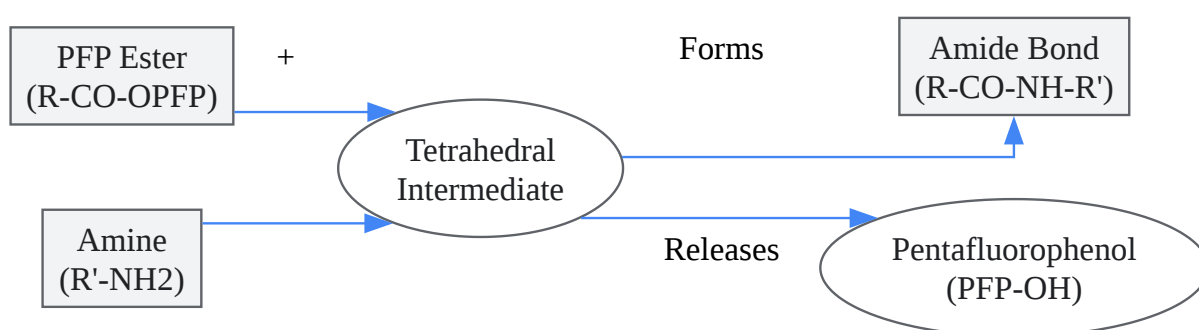 PFP Ester
(R-CO-OPFP)
+
Forms
Amide Bond
(R-CO-NH-R')
Tetrahedral
Intermediate
Amine
(R'-NH2)
Releases
Pentafluorophenol
(PFP-OH)